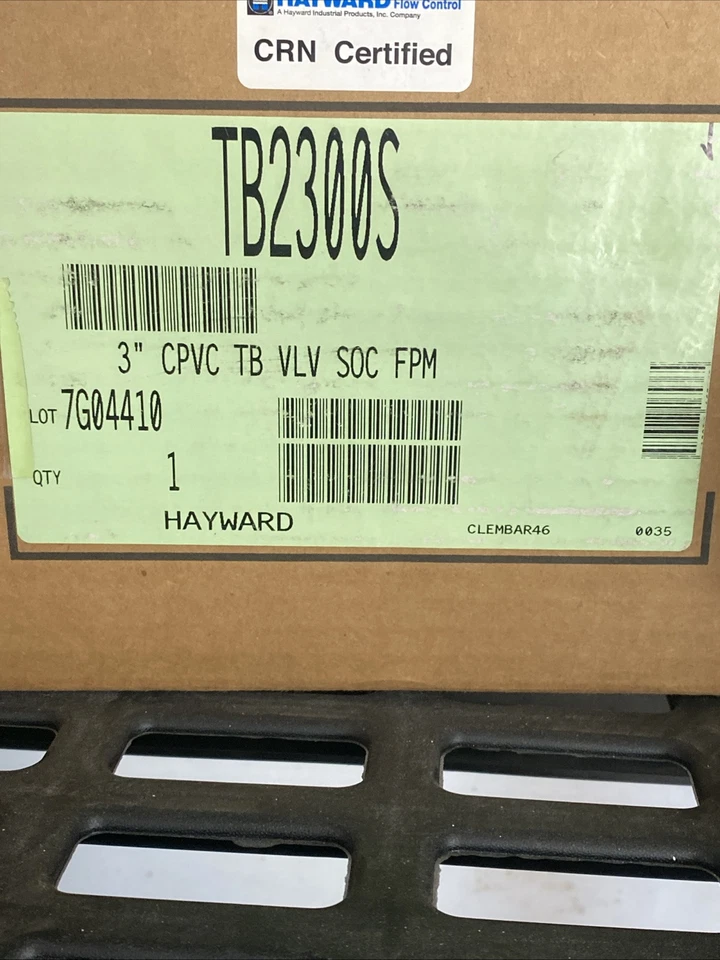 HAYWARD Flow Control
A Hayward Industrial Products, Inc. Company
CRN Certified
TB2300S
3" CPVC TB VLV SOC FPM
LOT 7G04410
QTY 1
HAYWARD
CLEMBAR46
0035